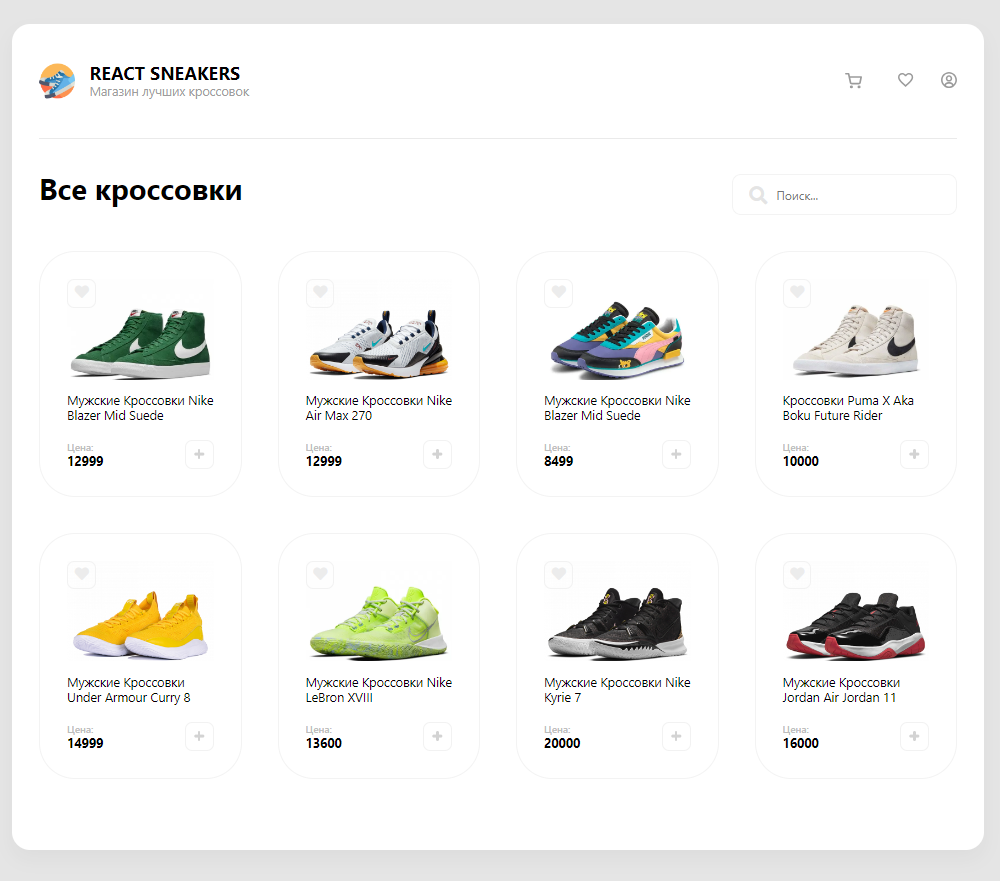 REACT SNEAKERS
Магазин лучших кроссовок
Все кроссовки
Поиск...
Мужские Кроссовки Nike
Blazer Mid Suede
Цена:
12999
Мужские Кроссовки Nike
Air Max 270
Цена:
12999
Мужские Кроссовки Nike
Blazer Mid Suede
Цена:
8499
Кроссовки Puma X Aka
Boku Future Rider
Цена:
10000
Мужские Кроссовки
Under Armour Curry 8
Цена:
14999
Мужские Кроссовки Nike
LeBron XVIII
Цена:
13600
Мужские Кроссовки Nike
Kyrie 7
Цена:
20000
Мужские Кроссовки
Jordan Air Jordan 11
Цена:
16000